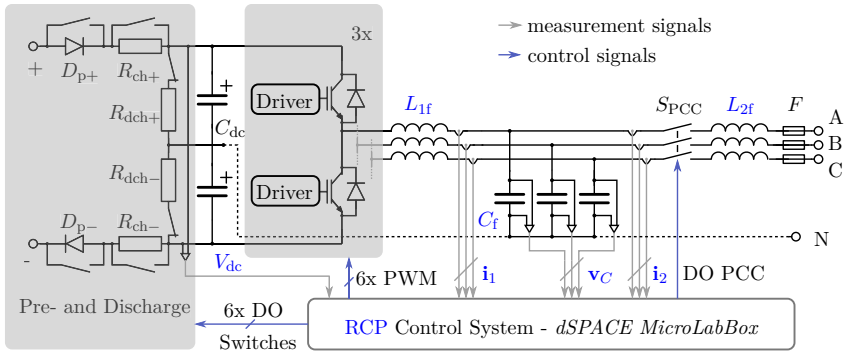 3x
measurement signals
control signals
+
D_p+
R_ch+
+
Driver
L_1f
S_PCC
L_2f
F
A
B
C
R_dch+
C_dc
R_dch−
+
Driver
C_f
D_p−
R_ch−
N
-
V_dc
6x PWM
i_1
v_C
i_2
DO PCC
Pre- and Discharge
6x DO
Switches
RCP Control System - dSPACE MicroLabBox